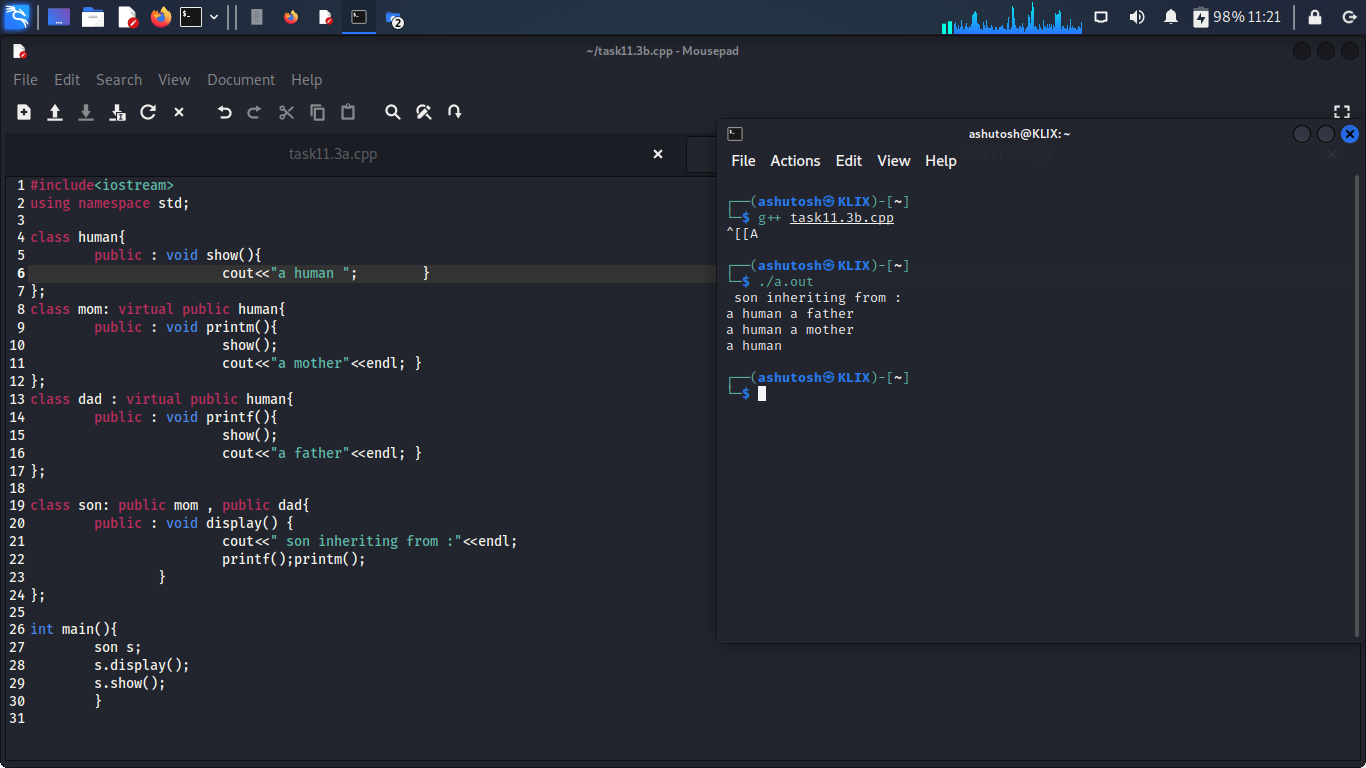 98% 11:21
2
~/task11.3b.cpp - Mousepad
File Edit Search View Document Help
task11.3a.cpp
1 #include<iostream>
2 using namespace std;
3
4 class human{
5 public : void show(){
6 cout<<"a human "; }
7 };
8 class mom: virtual public human{
9 public : void printm(){
10 show();
11 cout<<"a mother"<<endl; }
12 };
13 class dad : virtual public human{
14 public : void printf(){
15 show();
16 cout<<"a father"<<endl; }
17 };
18
19 class son: public mom , public dad{
20 public : void display() {
21 cout<<" son inheriting from :"<<endl;
22 printf();printm();
23 }
24 };
25
26 int main(){
27 son s;
28 s.display();
29 s.show();
30 }
31
ashutosh@KLIX: ~
File Actions Edit View Help
┌──(ashutosh㉿KLIX)-[~]
└─$ g++ task11.3b.cpp
^[[A
┌──(ashutosh㉿KLIX)-[~]
└─$ ./a.out
son inheriting from :
a human a father
a human a mother
a human
┌──(ashutosh㉿KLIX)-[~]
└─$